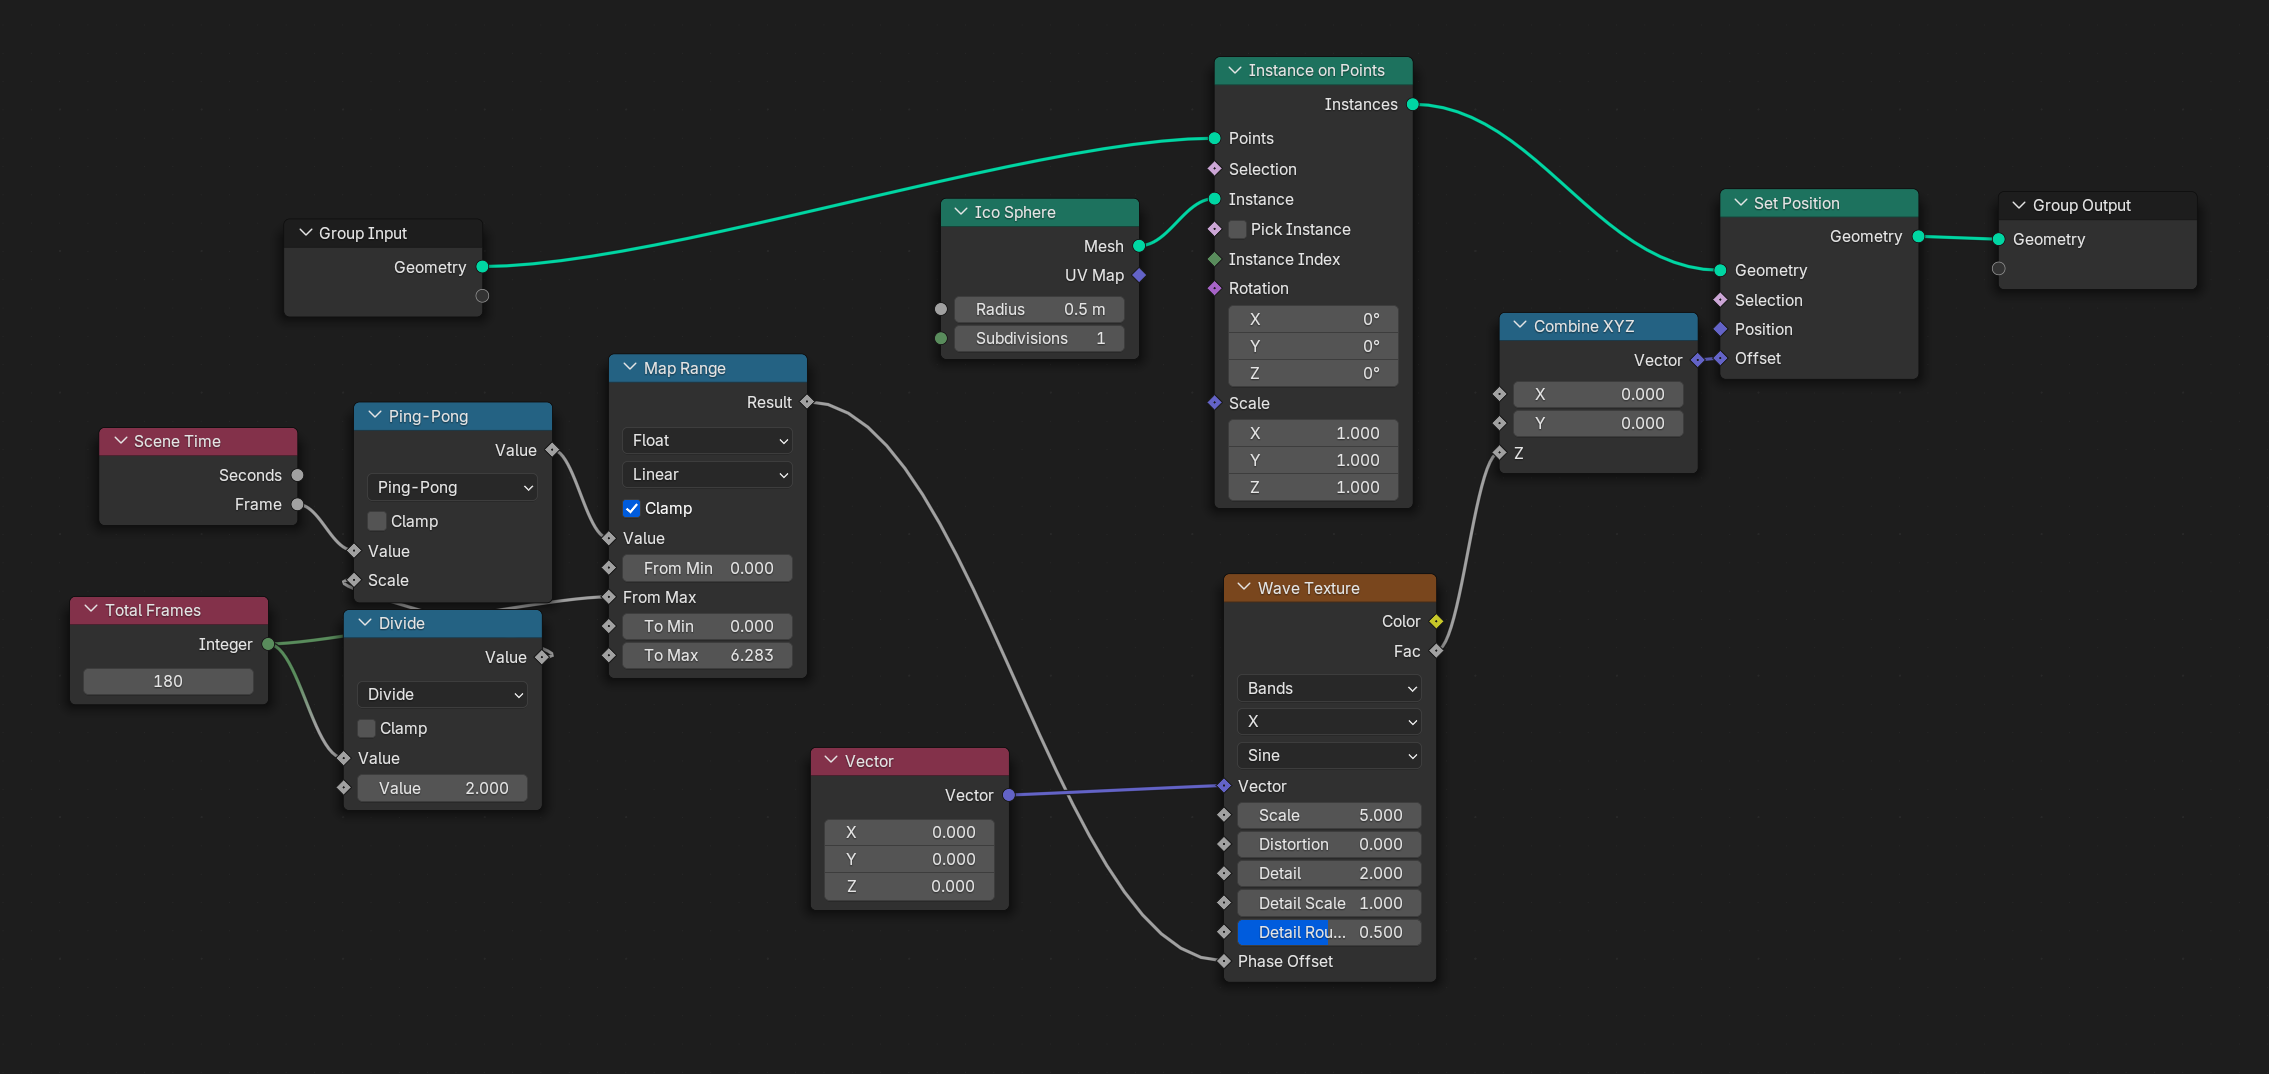 Group Input
Geometry
Scene Time
Seconds
Frame
Total Frames
Integer
180
Ping-Pong
Value
Ping-Pong
Clamp
Value
Scale
Divide
Value
Divide
Clamp
Value
Value 2.000
Map Range
Result
Float
Linear
Clamp
Value
From Min 0.000
From Max
To Min 0.000
To Max 6.283
Vector
Vector
X 0.000
Y 0.000
Z 0.000
Ico Sphere
Mesh
UV Map
Radius 0.5 m
Subdivisions 1
Instance on Points
Instances
Points
Selection
Instance
Pick Instance
Instance Index
Rotation
X 0°
Y 0°
Z 0°
Scale
X 1.000
Y 1.000
Z 1.000
Wave Texture
Color
Fac
Bands
X
Sine
Vector
Scale 5.000
Distortion 0.000
Detail 2.000
Detail Scale 1.000
Detail Rou... 0.500
Phase Offset
Combine XYZ
Vector
X 0.000
Y 0.000
Z
Set Position
Geometry
Geometry
Selection
Position
Offset
Group Output
Geometry